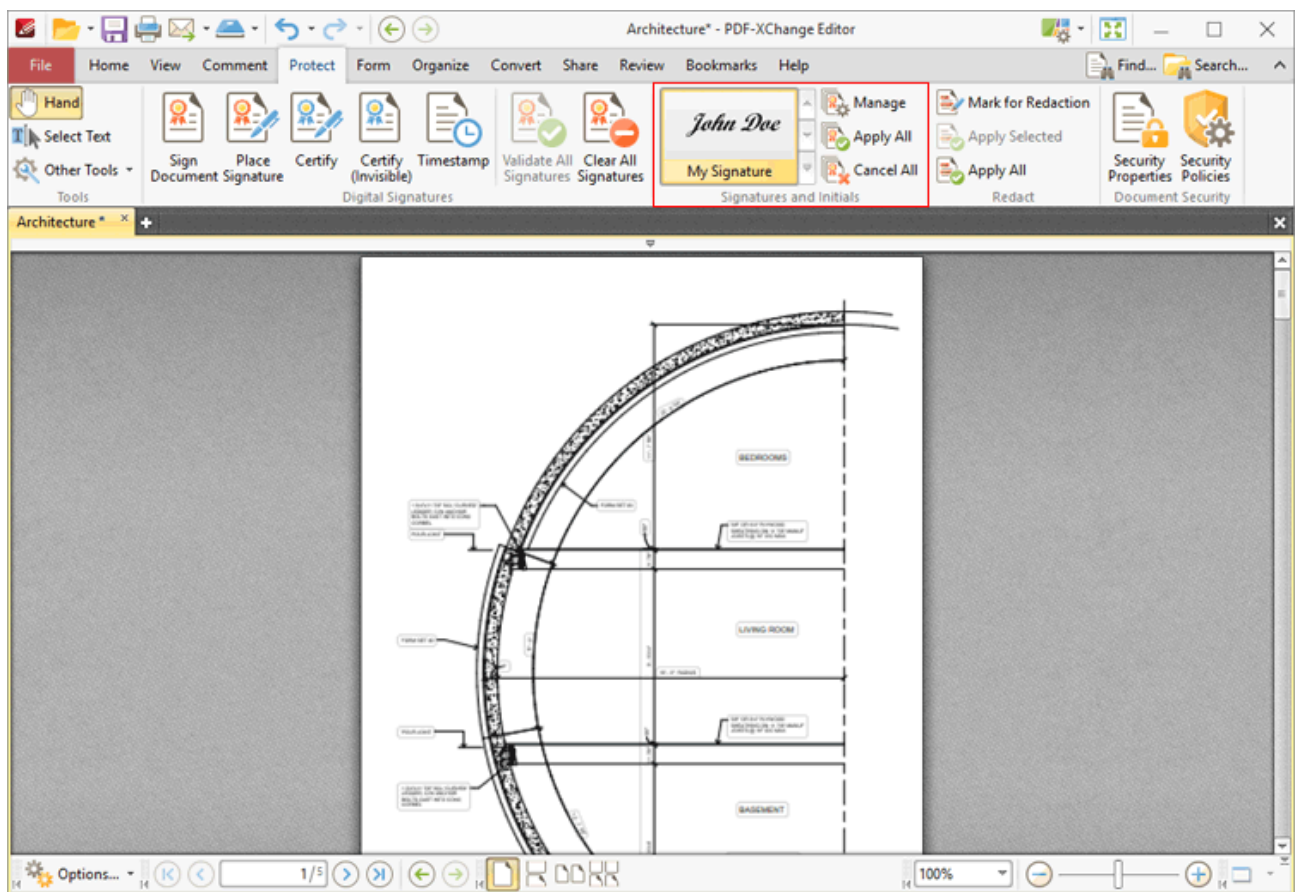 Architecture* - PDF-XChange Editor
File Home View Comment Protect Form Organize Convert Share Review Bookmarks Help Find... Search...
Hand
Select Text
Other Tools
Tools
Sign Document
Place Signature
Certify
Certify (Invisible)
Timestamp
Validate All Signatures
Clear All Signatures
Digital Signatures
John Doe
My Signature
Manage
Apply All
Cancel All
Signatures and Initials
Mark for Redaction
Apply Selected
Apply All
Redact
Security Properties
Security Policies
Document Security
Architecture *
BEDROOMS
LIVING ROOM
BASEMENT
Options...
1/5
100%